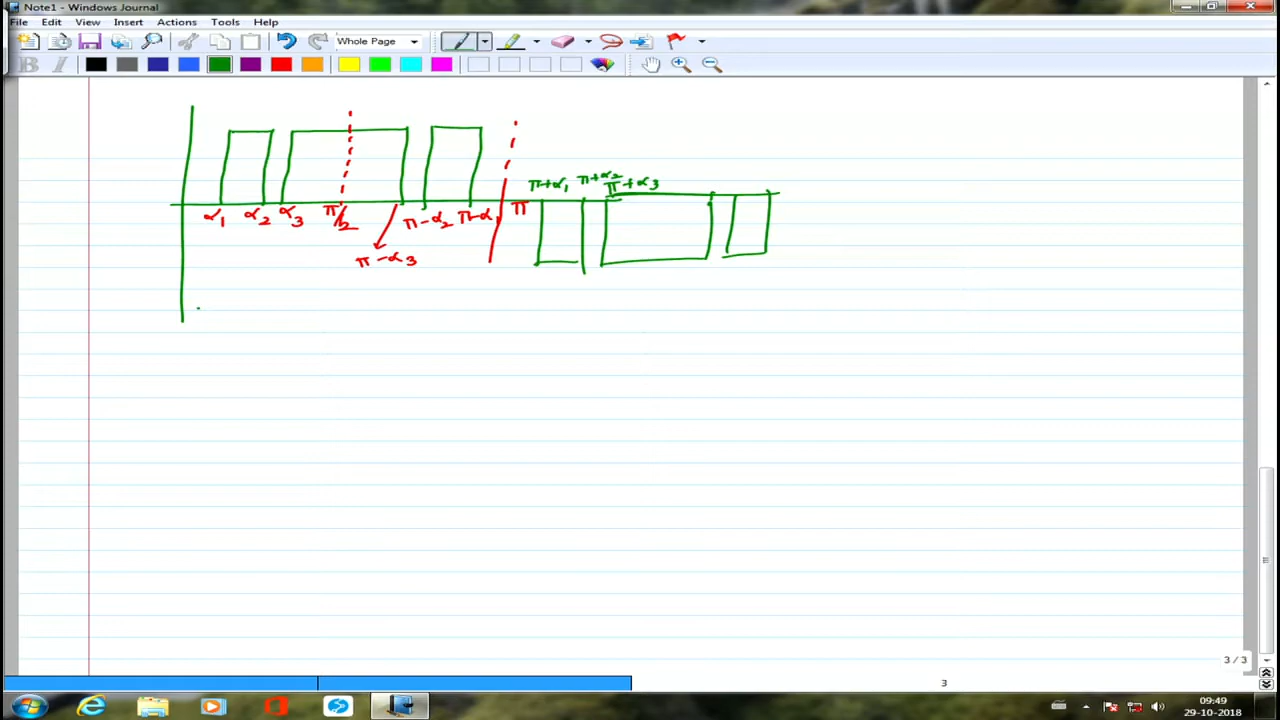 Note1 - Windows Journal
File Edit View Insert Actions Tools Help
Whole Page
B I
π+α1 π+α2 π+α3
α1 α2 α3 π/2 π-α2 π-α1 π
π-α3
3 / 3
3
09:49
29-10-2018